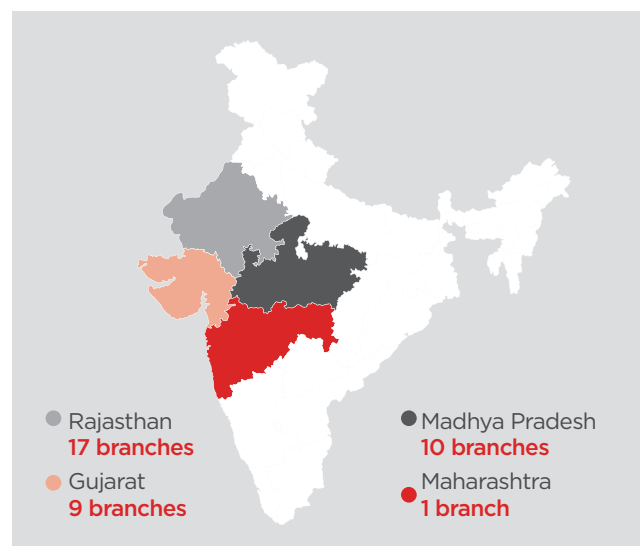 Rajasthan
17 branches
Gujarat
9 branches
Madhya Pradesh
10 branches
Maharashtra
1 branch